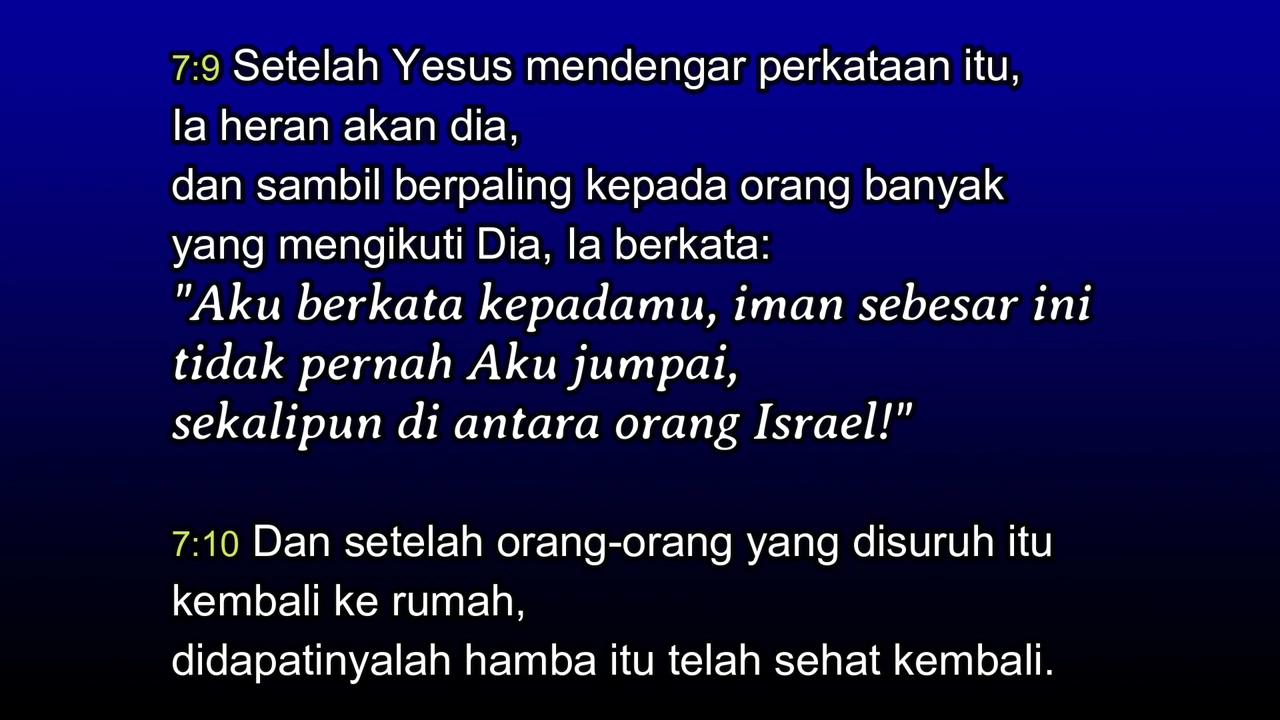 7:9 Setelah Yesus mendengar perkataan itu,
Ia heran akan dia,
dan sambil berpaling kepada orang banyak
yang mengikuti Dia, Ia berkata:
"Aku berkata kepadamu, iman sebesar ini
tidak pernah Aku jumpai,
sekalipun di antara orang Israel!"
7:10 Dan setelah orang-orang yang disuruh itu
kembali ke rumah,
didapatinyalah hamba itu telah sehat kembali.